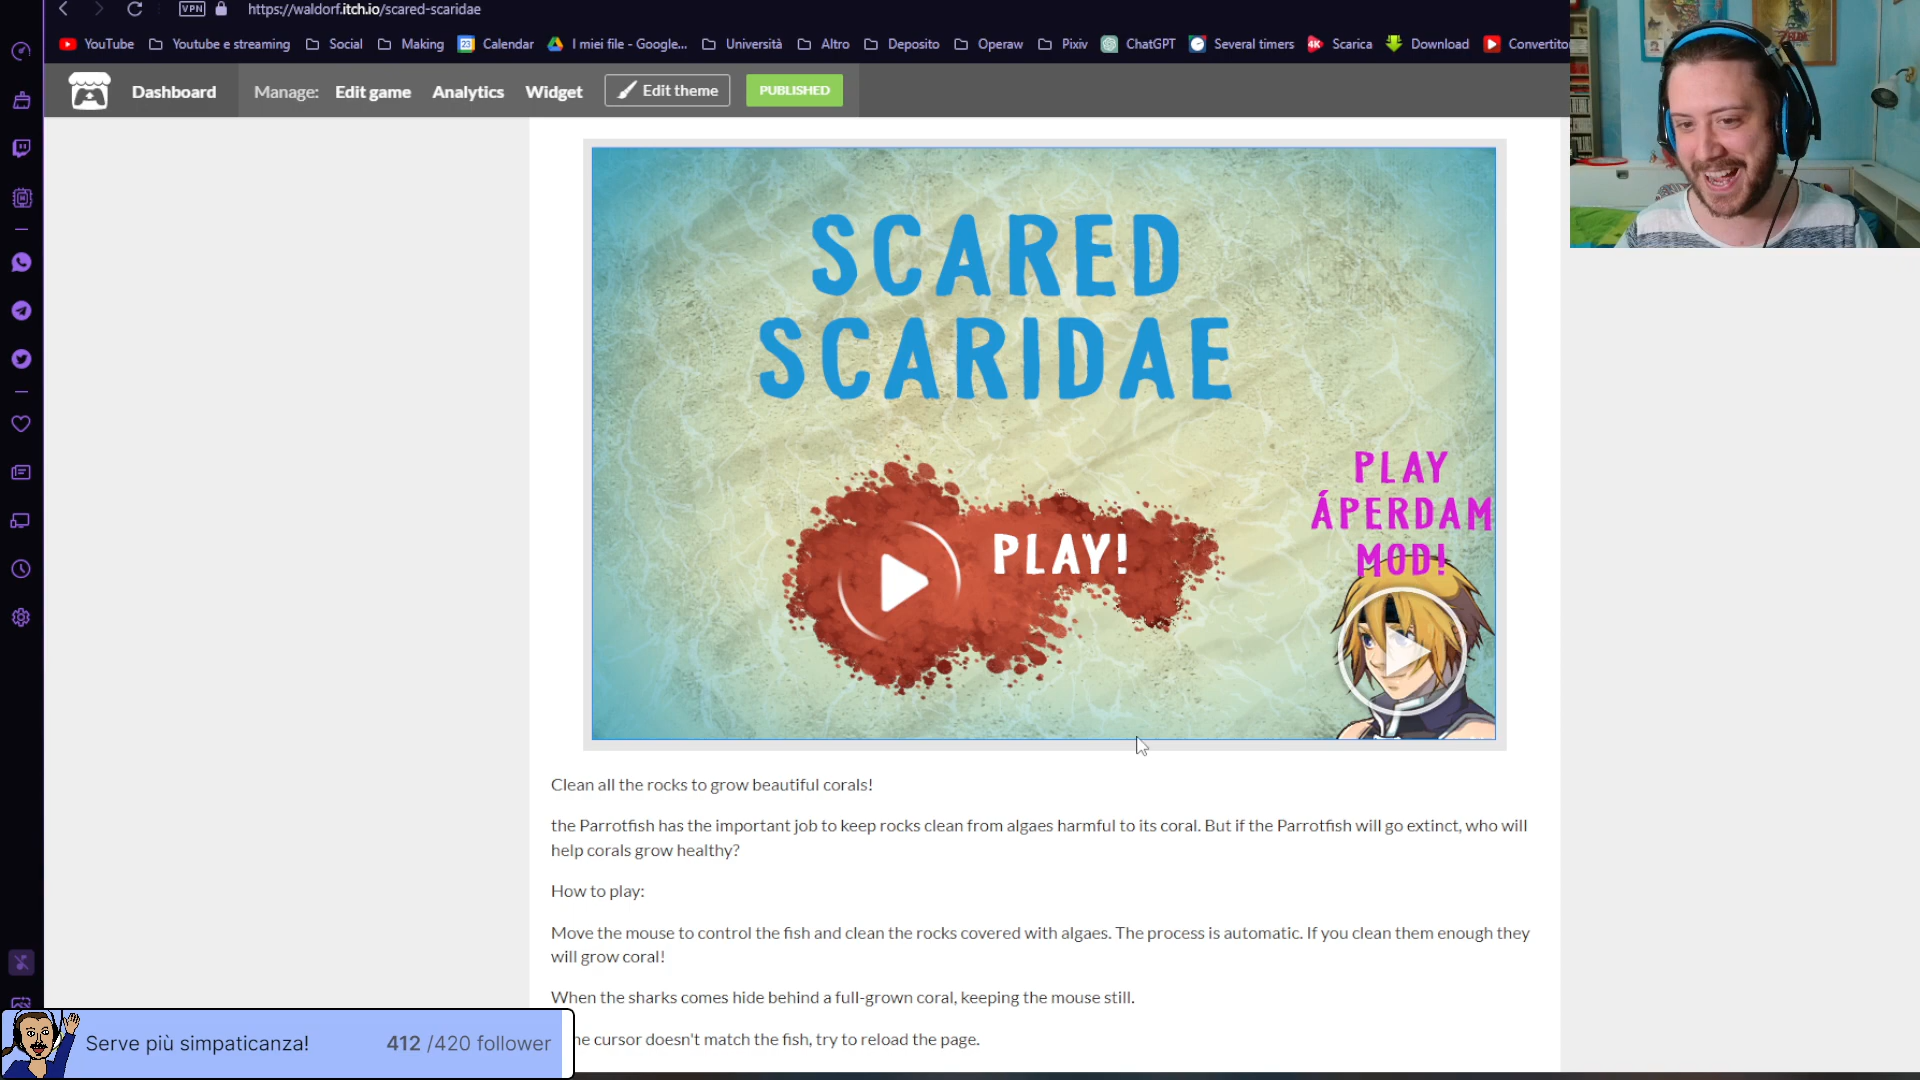 VPN https://waldorf.itch.io/scared-scaridae
YouTube Youtube e streaming Social Making 23 Calendar I miei file - Google... Università Altro Deposito Operaw Pixiv ChatGPT Several timers 4K Scarica Download Convertito
Dashboard Manage: Edit game Analytics Widget Edit theme PUBLISHED
SCARED
SCARIDAE
PLAY!
PLAY
ÁPERDAM
MOD!
Clean all the rocks to grow beautiful corals!
the Parrotfish has the important job to keep rocks clean from algaes harmful to its coral. But if the Parrotfish will go extinct, who will
help corals grow healthy?
How to play:
Move the mouse to control the fish and clean the rocks covered with algaes. The process is automatic. If you clean them enough they
will grow coral!
When the sharks comes hide behind a full-grown coral, keeping the mouse still.
cursor doesn't match the fish, try to reload the page.
Serve più simpaticanza! 412 /420 follower